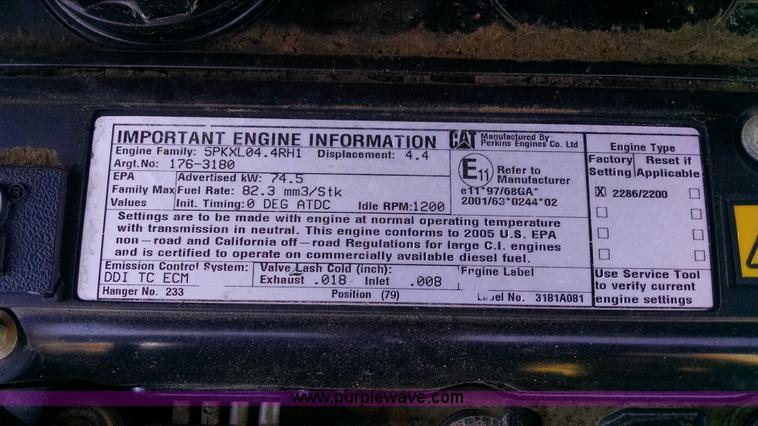 IMPORTANT ENGINE INFORMATION
CAT Manufactured By
Perkins Engines Co. Ltd
Engine Family: 5PKXL04.4RH1 Displacement: 4.4
Argt.No: 176-3180
E11 Refer to
Manufacturer
e11*97/68GA*
2001/63*0244*02
EPA
Family Max
Values
Advertised kW: 74.5
Fuel Rate: 82.3 mm3/Stk
Init. Timing:0 DEG ATDC Idle RPM:1200
Settings are to be made with engine at normal operating temperature
with transmission in neutral. This engine conforms to 2005 U.S. EPA
non-road and California off-road Regulations for large C.I. engines
and is certified to operate on commercially available diesel fuel.
Emission Control System:
DDI TC ECM
Valve Lash Cold (inch):
Exhaust .018 Inlet .008
Engine Label
Hanger No. 233 Position (79) Label No. 3181A081
Engine Type
Factory Reset if
Setting Applicable
X 2286/2200
Use Service Tool
to verify current
engine settings
www.purplewave.com